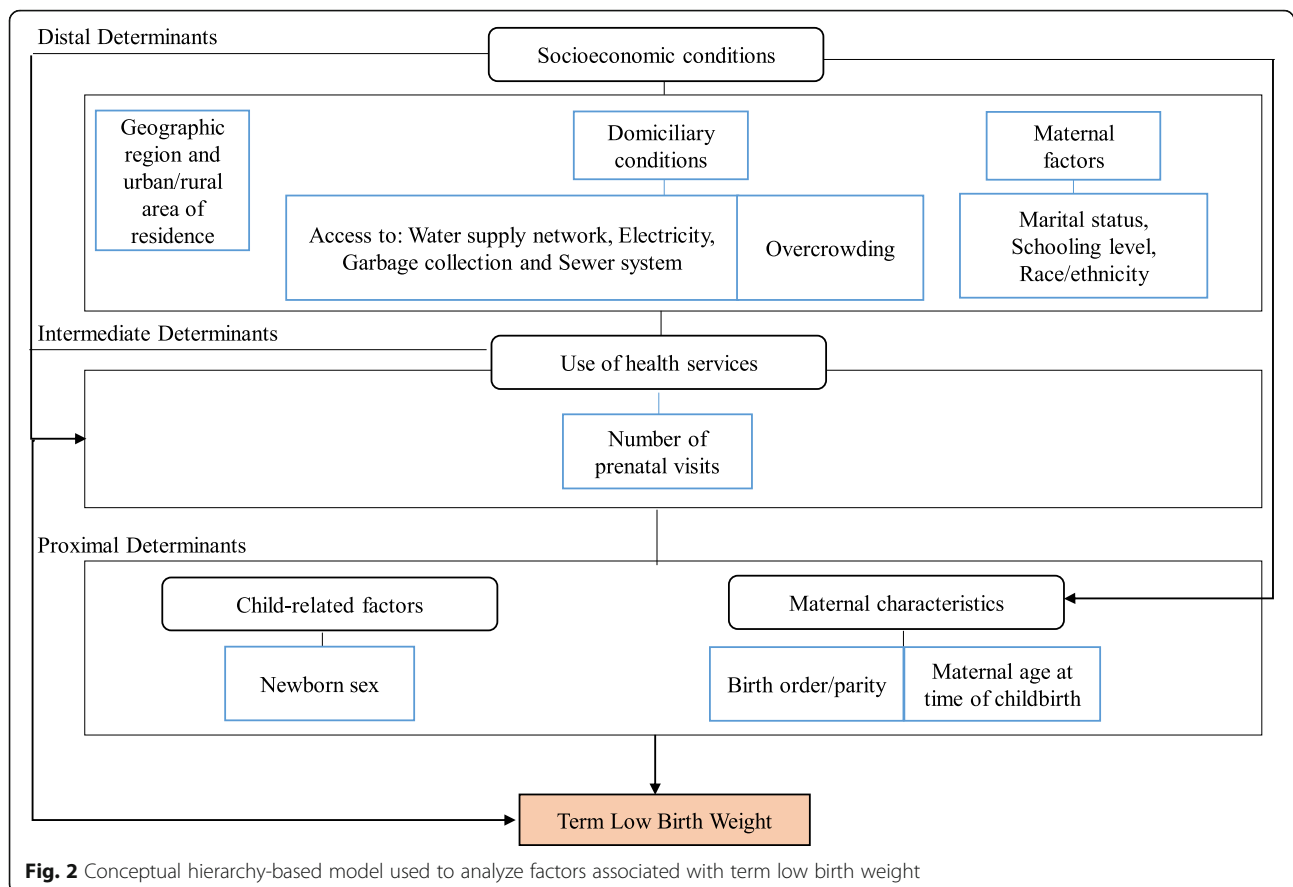 Distal Determinants
Socioeconomic conditions
Geographic
region and
urban/rural
area of
residence
Domiciliary
conditions
Maternal
factors
Access to: Water supply network, Electricity,
Garbage collection and Sewer system
Overcrowding
Marital status,
Schooling level,
Race/ethnicity
Intermediate Determinants
Use of health services
Number of
prenatal visits
Proximal Determinants
Child-related factors
Maternal characteristics
Newborn sex
Birth order/parity
Maternal age at
time of childbirth
Term Low Birth Weight
Fig. 2 Conceptual hierarchy-based model used to analyze factors associated with term low birth weight